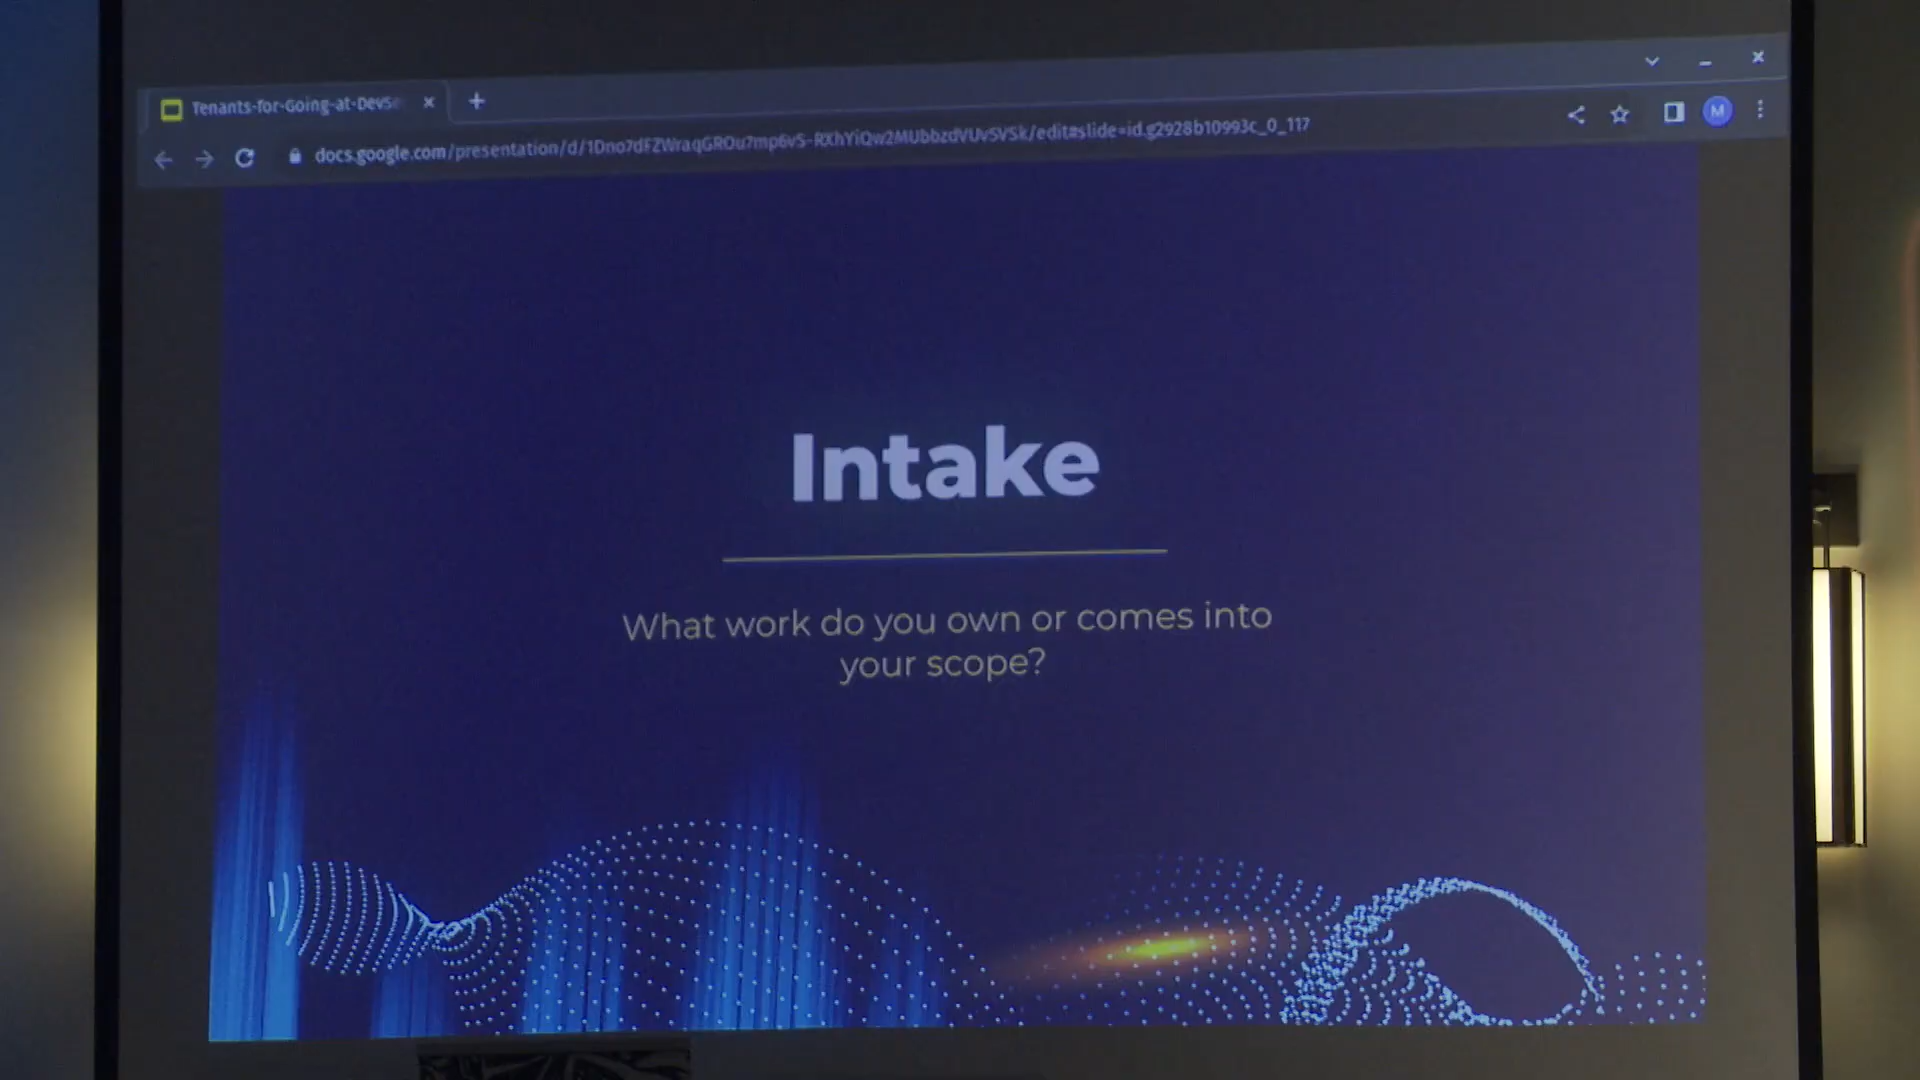 Tenants-for-Going-at-DevSe
docs.google.com/presentation/d/1Dno7dFZWraqGROu7mp6vS-RXhYiQw2MUbbzdVUvSVSk/edit#slide=id.g2928b10993c_0_117
M
Intake
What work do you own or comes into
your scope?